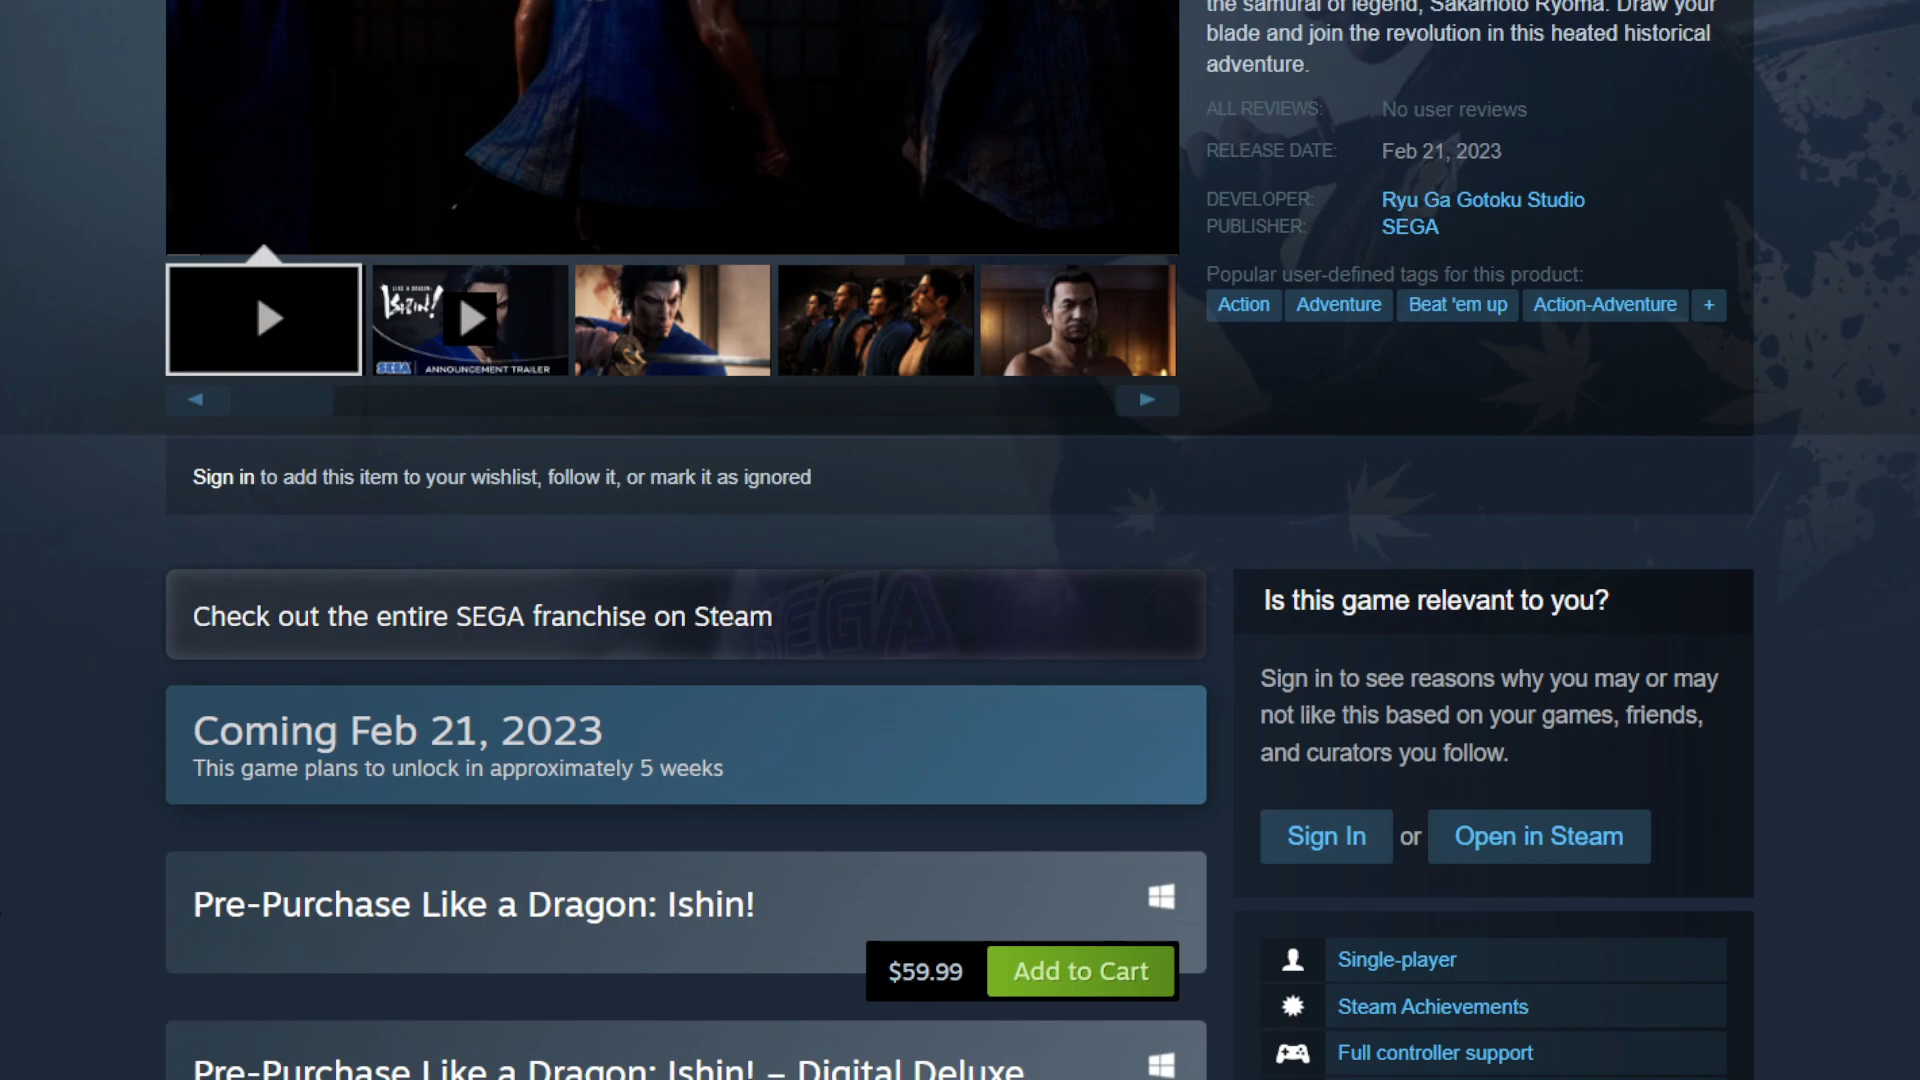 the samurai of legend, Sakamoto Ryoma. Draw your
blade and join the revolution in this heated historical
adventure.
ALL REVIEWS: No user reviews
RELEASE DATE: Feb 21, 2023
DEVELOPER: Ryu Ga Gotoku Studio
PUBLISHER: SEGA
Popular user-defined tags for this product:
Action Adventure Beat 'em up Action-Adventure +
LIKE A DRAGON:
ISHIN!
SEGA ANNOUNCEMENT TRAILER
Sign in to add this item to your wishlist, follow it, or mark it as ignored
Check out the entire SEGA franchise on Steam
SEGA
Coming Feb 21, 2023
This game plans to unlock in approximately 5 weeks
Pre-Purchase Like a Dragon: Ishin!
$59.99 Add to Cart
Pre-Purchase Like a Dragon: Ishin! – Digital Deluxe
Is this game relevant to you?
Sign in to see reasons why you may or may
not like this based on your games, friends,
and curators you follow.
Sign In or Open in Steam
Single-player
Steam Achievements
Full controller support